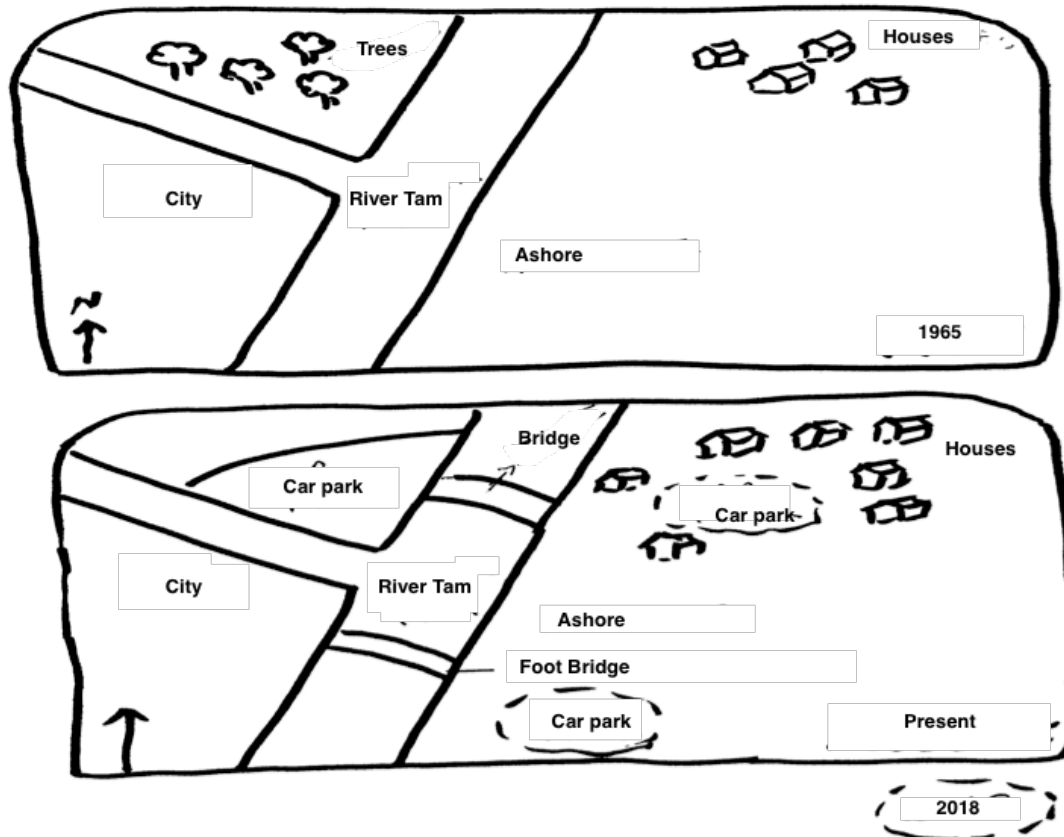 Trees
Houses
City
River Tam
Ashore
N
1965
Bridge
Houses
Car park
Car park
City
River Tam
Ashore
Foot Bridge
Car park
Present
2018